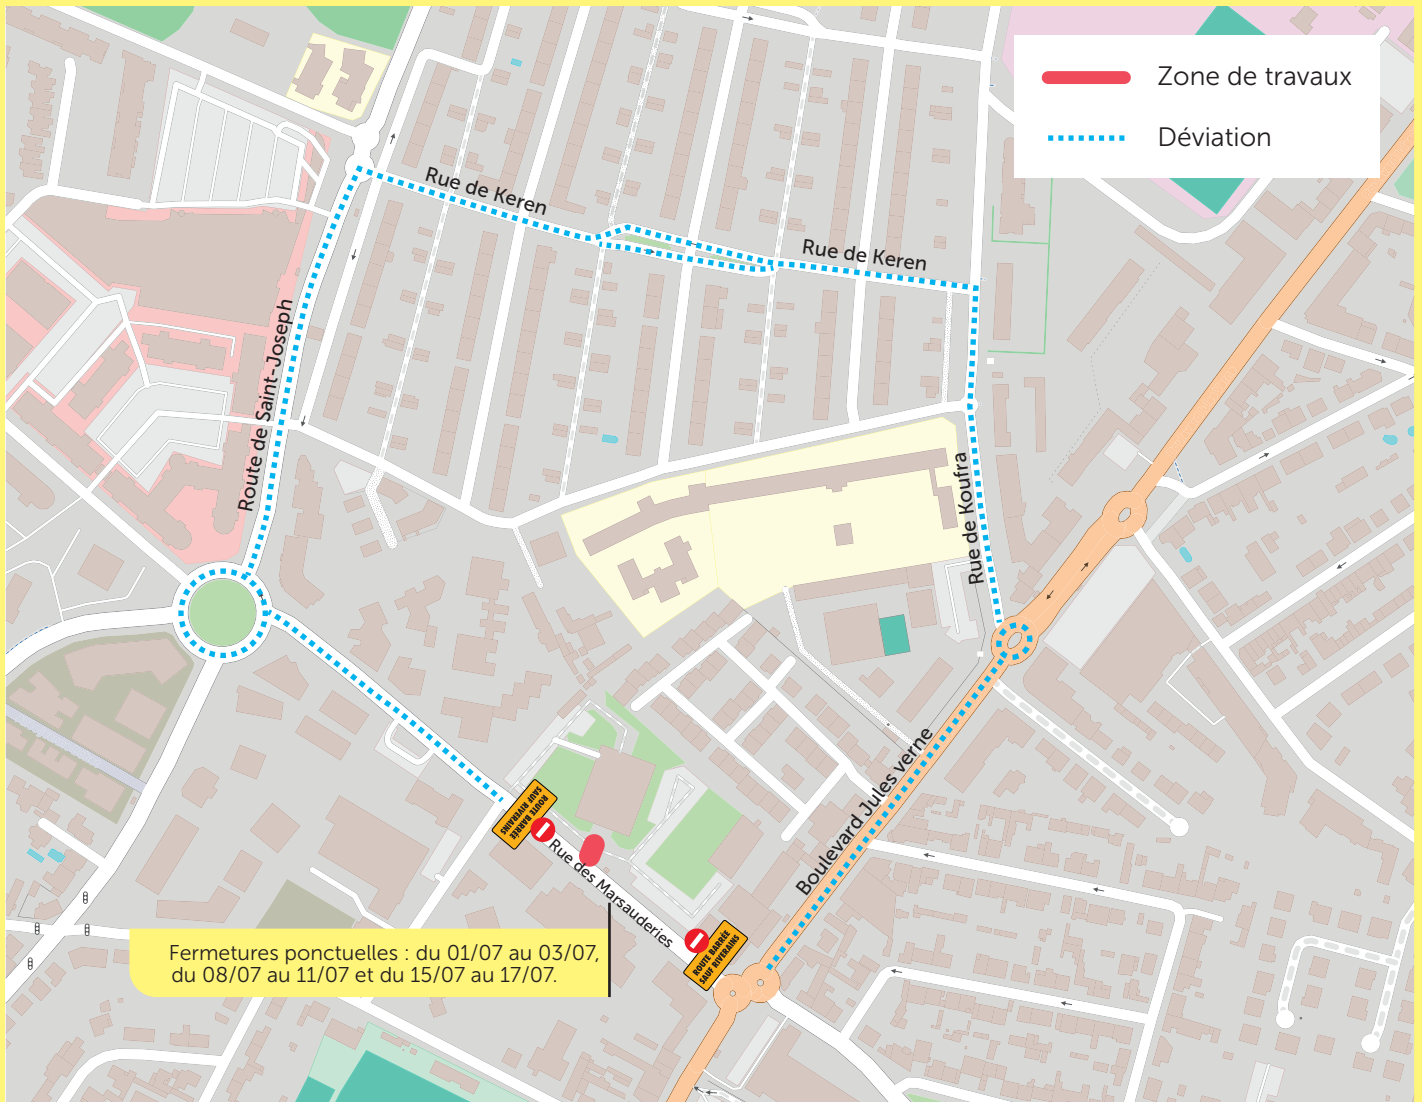 Zone de travaux
Déviation
Rue de Keren
Rue de Keren
Route de Saint-Joseph
Rue de Koufra
Boulevard Jules verne
ROUTE BARRÉE
SAUF RIVERAINS
Rue des Marsauderies
ROUTE BARRÉE
SAUF RIVERAINS
Fermetures ponctuelles : du 01/07 au 03/07,
du 08/07 au 11/07 et du 15/07 au 17/07.